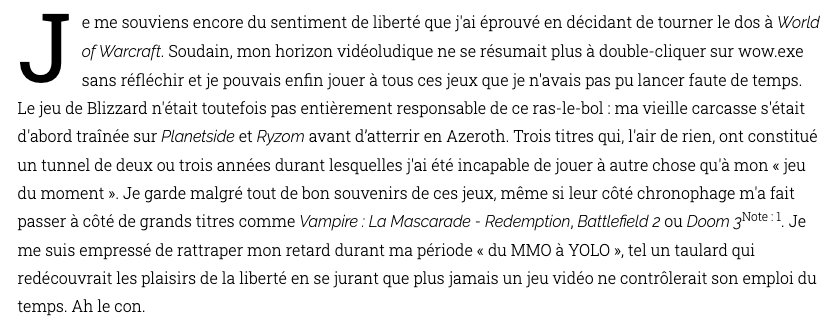 Je me souviens encore du sentiment de liberté que j'ai éprouvé en décidant de tourner le dos à World
of Warcraft. Soudain, mon horizon vidéoludique ne se résumait plus à double-cliquer sur wow.exe
sans réfléchir et je pouvais enfin jouer à tous ces jeux que je n'avais pas pu lancer faute de temps.
Le jeu de Blizzard n'était toutefois pas entièrement responsable de ce ras-le-bol : ma vieille carcasse s'était
d'abord traînée sur Planetside et Ryzom avant d’atterrir en Azeroth. Trois titres qui, l'air de rien, ont constitué
un tunnel de deux ou trois années durant lesquelles j'ai été incapable de jouer à autre chose qu'à mon « jeu
du moment ». Je garde malgré tout de bon souvenirs de ces jeux, même si leur côté chronophage m'a fait
passer à côté de grands titres comme Vampire : La Mascarade - Redemption, Battlefield 2 ou Doom 3Note : 1. Je
me suis empressé de rattraper mon retard durant ma période « du MMO à YOLO », tel un taulard qui
redécouvrait les plaisirs de la liberté en se jurant que plus jamais un jeu vidéo ne contrôlerait son emploi du
temps. Ah le con.